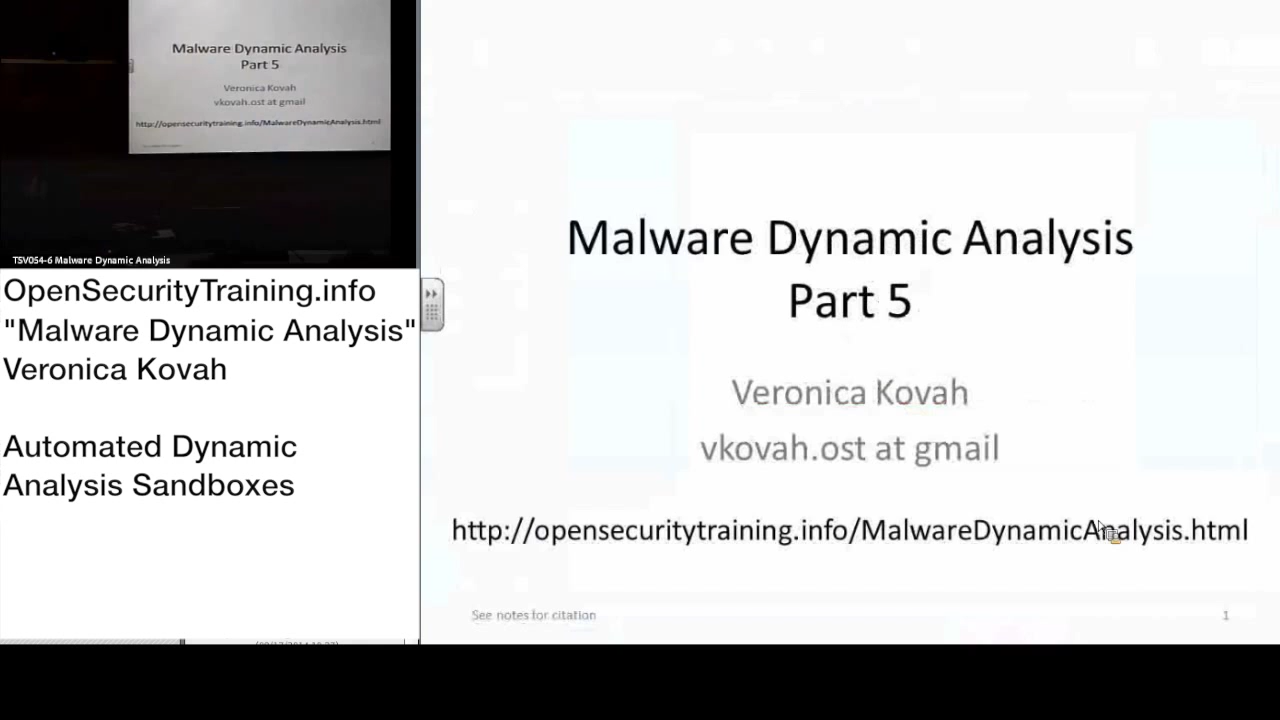 Malware Dynamic Analysis
Part 5
Veronica Kovah
vkovah.ost at gmail
http://opensecuritytraining.info/MalwareDynamicAnalysis.html
TSV054-6 Malware Dynamic Analysis
OpenSecurityTraining.info
"Malware Dynamic Analysis"
Veronica Kovah
Automated Dynamic
Analysis Sandboxes
Malware Dynamic Analysis
Part 5
Veronica Kovah
vkovah.ost at gmail
http://opensecuritytraining.info/MalwareDynamicAnalysis.html
See notes for citation
1